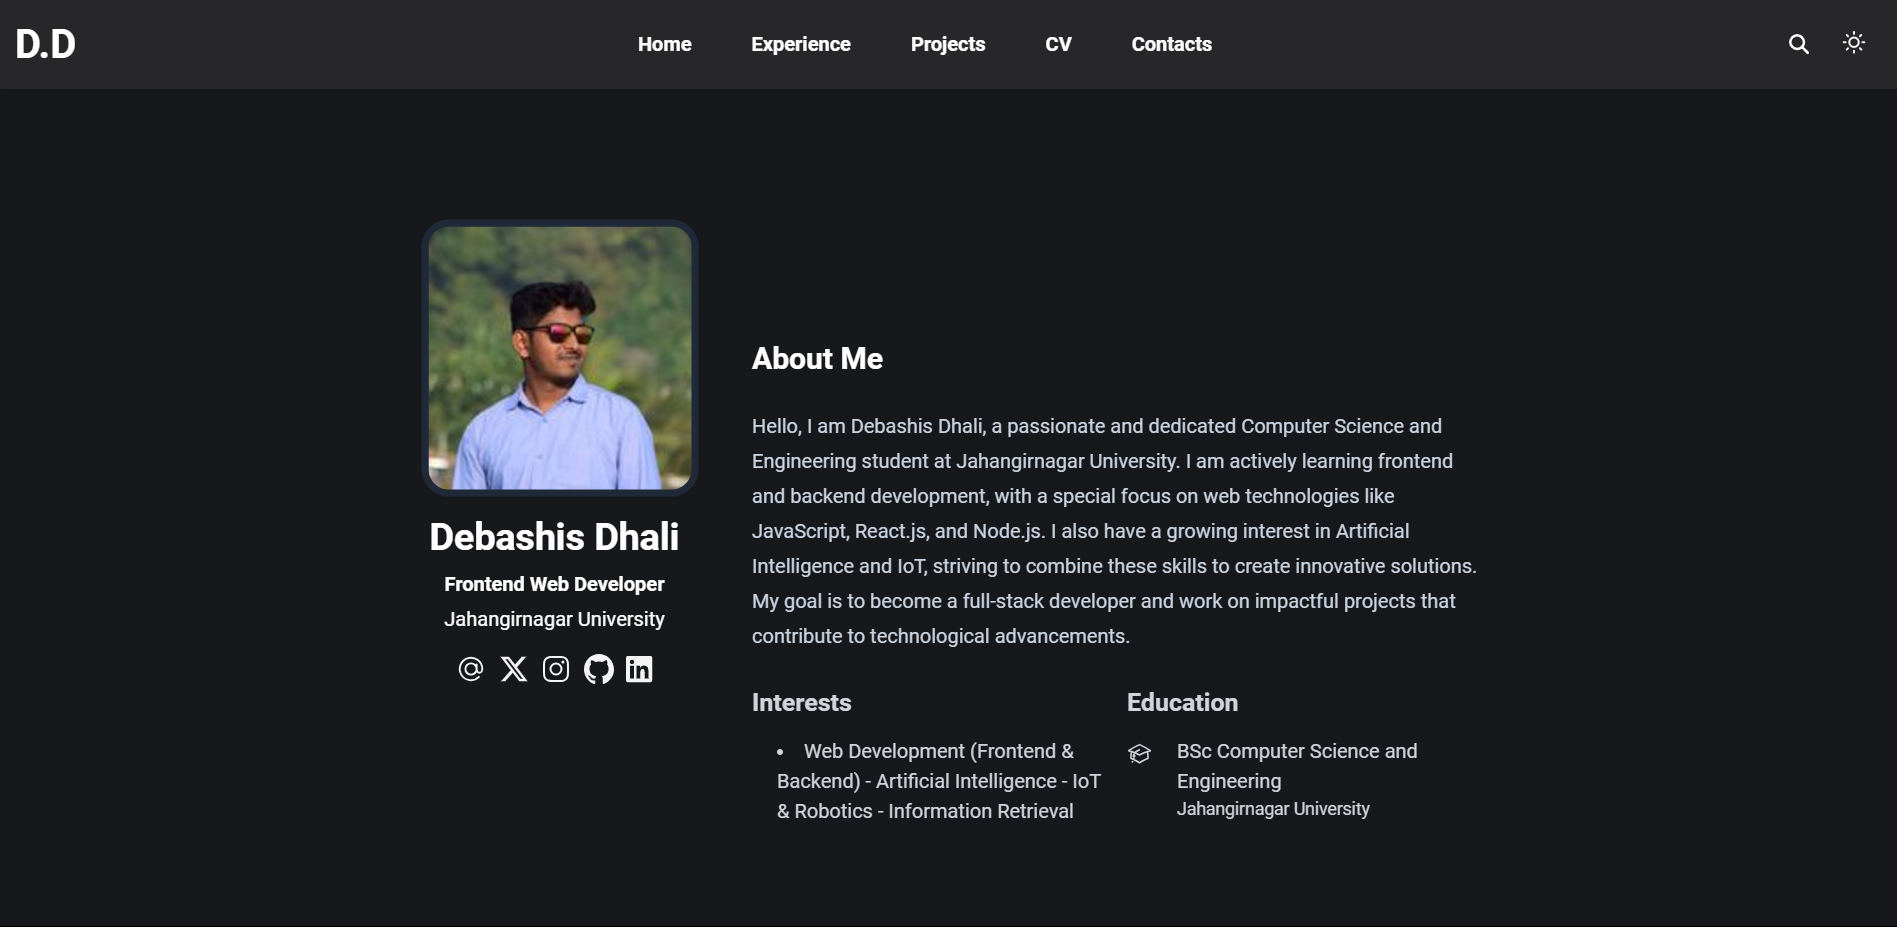 D.D
Home
Experience
Projects
CV
Contacts
Debashis Dhali
Frontend Web Developer
Jahangirnagar University
About Me
Hello, I am Debashis Dhali, a passionate and dedicated Computer Science and
Engineering student at Jahangirnagar University. I am actively learning frontend
and backend development, with a special focus on web technologies like
JavaScript, React.js, and Node.js. I also have a growing interest in Artificial
Intelligence and IoT, striving to combine these skills to create innovative solutions.
My goal is to become a full-stack developer and work on impactful projects that
contribute to technological advancements.
Interests
• Web Development (Frontend &
Backend) - Artificial Intelligence - IoT
& Robotics - Information Retrieval
Education
BSc Computer Science and
Engineering
Jahangirnagar University